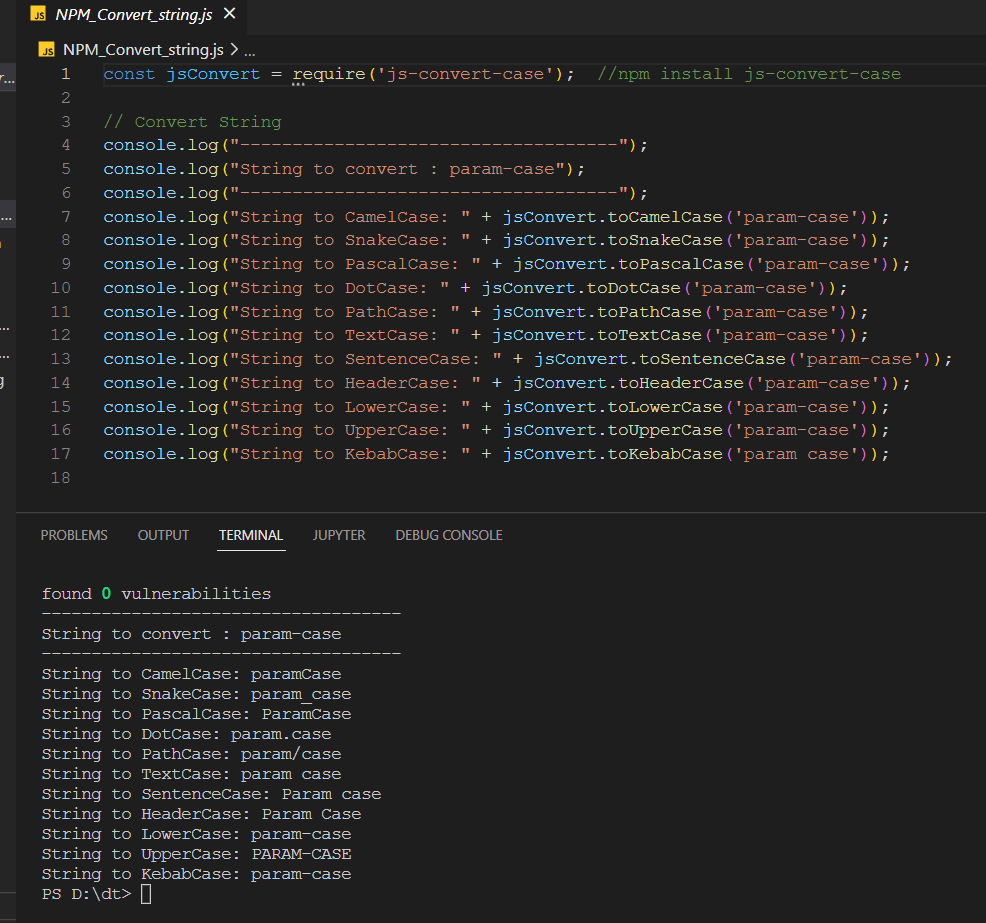 JS NPM_Convert_string.js ×
JS NPM_Convert_string.js > ...
1 const jsConvert = require('js-convert-case'); //npm install js-convert-case
2
3 // Convert String
4 console.log("------------------------------------");
5 console.log("String to convert : param-case");
6 console.log("------------------------------------");
7 console.log("String to CamelCase: " + jsConvert.toCamelCase('param-case'));
8 console.log("String to SnakeCase: " + jsConvert.toSnakeCase('param-case'));
9 console.log("String to PascalCase: " + jsConvert.toPascalCase('param-case'));
10 console.log("String to DotCase: " + jsConvert.toDotCase('param-case'));
11 console.log("String to PathCase: " + jsConvert.toPathCase('param-case'));
12 console.log("String to TextCase: " + jsConvert.toTextCase('param-case'));
13 console.log("String to SentenceCase: " + jsConvert.toSentenceCase('param-case'));
14 console.log("String to HeaderCase: " + jsConvert.toHeaderCase('param-case'));
15 console.log("String to LowerCase: " + jsConvert.toLowerCase('param-case'));
16 console.log("String to UpperCase: " + jsConvert.toUpperCase('param-case'));
17 console.log("String to KebabCase: " + jsConvert.toKebabCase('param case'));
18
PROBLEMS OUTPUT TERMINAL JUPYTER DEBUG CONSOLE
found 0 vulnerabilities
------------------------------------
String to convert : param-case
------------------------------------
String to CamelCase: paramCase
String to SnakeCase: param_case
String to PascalCase: ParamCase
String to DotCase: param.case
String to PathCase: param/case
String to TextCase: param case
String to SentenceCase: Param case
String to HeaderCase: Param Case
String to LowerCase: param-case
String to UpperCase: PARAM-CASE
String to KebabCase: param-case
PS D:\dt>